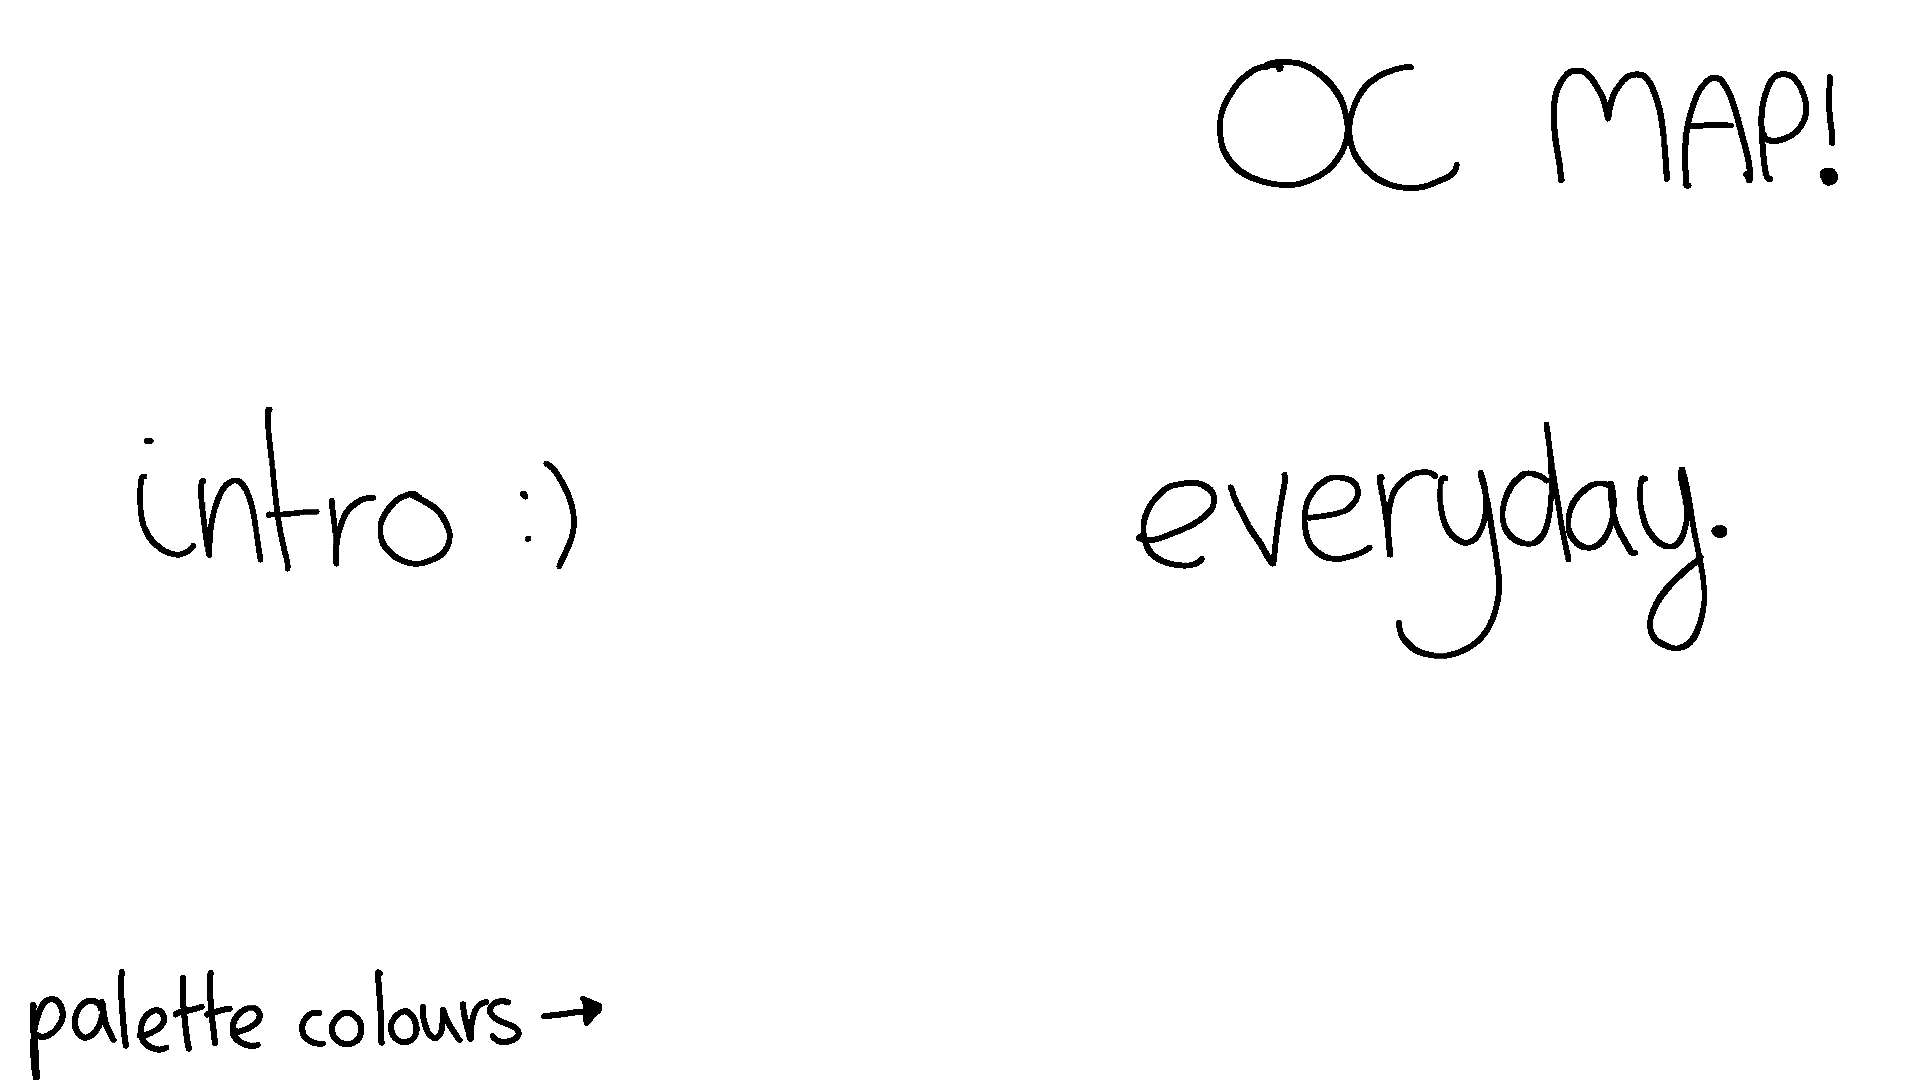 OC MAP!
intro :)
everyday.
palette colours →